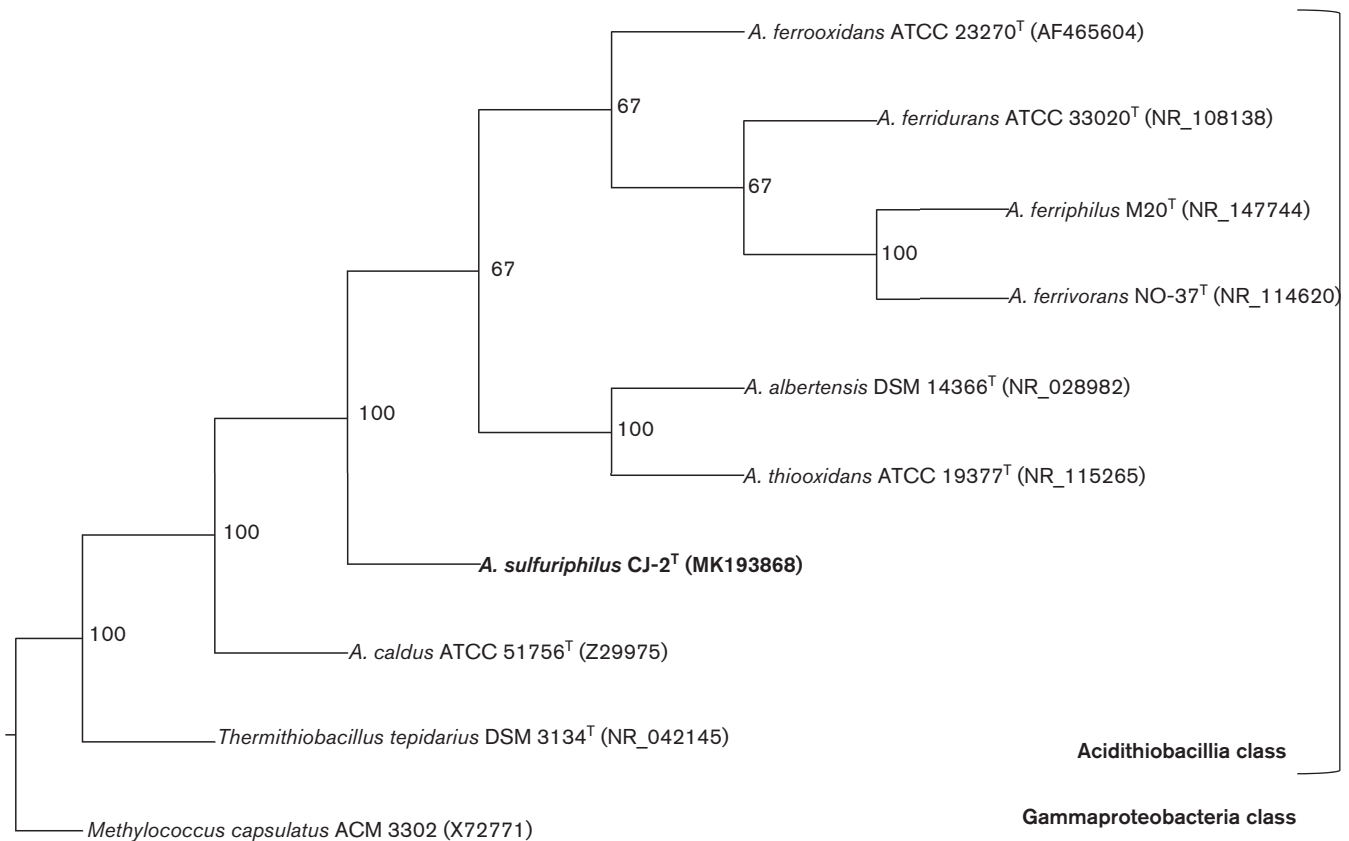 A. ferrooxidans ATCC 23270ᵀ (AF465604)
67
A. ferridurans ATCC 33020ᵀ (NR_108138)
67
A. ferriphilus M20ᵀ (NR_147744)
100
67
A. ferrivorans NO-37ᵀ (NR_114620)
A. albertensis DSM 14366ᵀ (NR_028982)
100
100
A. thiooxidans ATCC 19377ᵀ (NR_115265)
100
A. sulfuriphilus CJ-2ᵀ (MK193868)
100
A. caldus ATCC 51756ᵀ (Z29975)
Thermithiobacillus tepidarius DSM 3134ᵀ (NR_042145)
Acidithiobacillia class
Gammaproteobacteria class
Methylococcus capsulatus ACM 3302 (X72771)